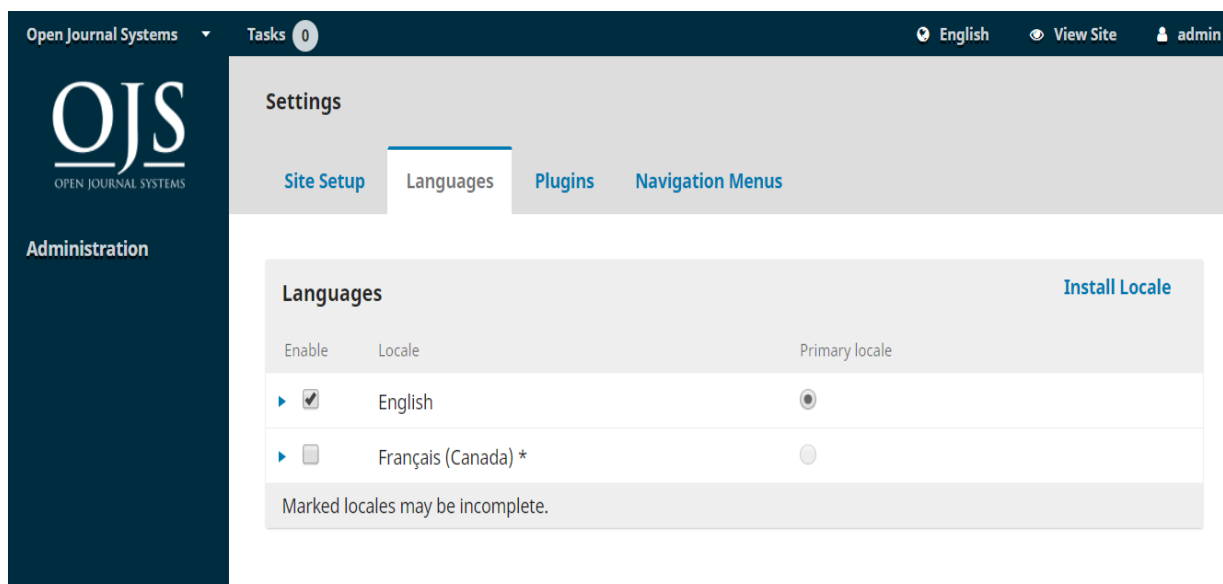 Open Journal Systems Tasks 0 English View Site admin
OJS
OPEN JOURNAL SYSTEMS
Administration
Settings
Site Setup Languages Plugins Navigation Menus
Languages Install Locale
Enable Locale Primary locale
English
Français (Canada) *
Marked locales may be incomplete.